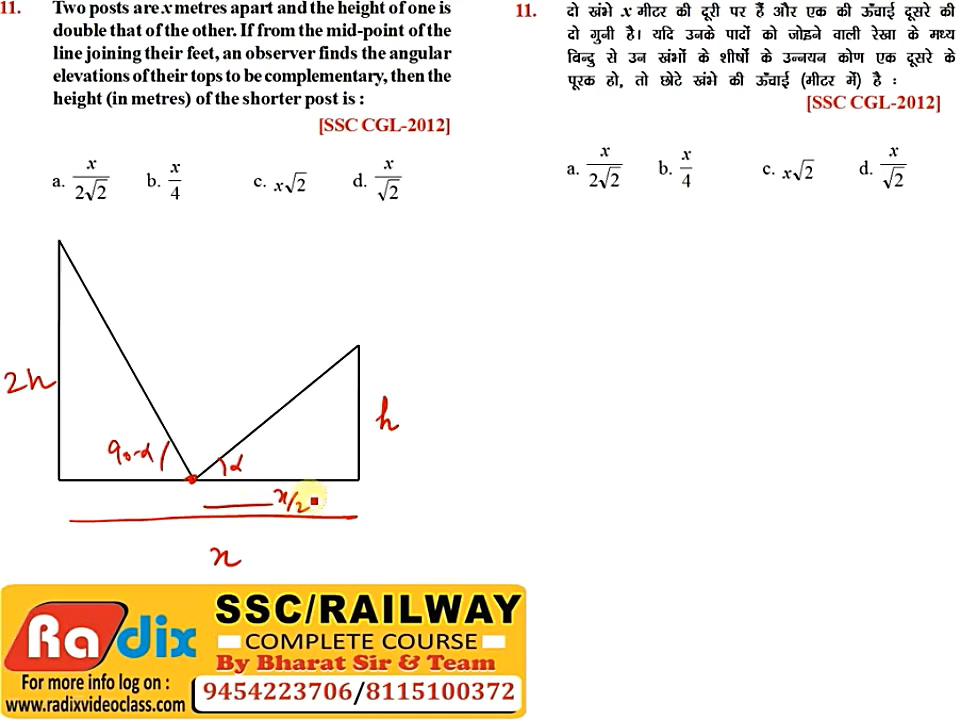 11. Two posts are x metres apart and the height of one is
double that of the other. If from the mid-point of the
line joining their feet, an observer finds the angular
elevations of their tops to be complementary, then the
height (in metres) of the shorter post is :
[SSC CGL-2012]
a. x/2√2 b. x/4 c. x√2 d. x/√2
11. दो खंभे x मीटर की दूरी पर हैं और एक की ऊँचाई दूसरे की
दो गुनी है। यदि उनके पादों को जोड़ने वाली रेखा के मध्य
बिन्दु से उन खंभों के शीर्षों के उन्नयन कोण एक दूसरे के
पूरक हो, तो छोटे खंभे की ऊँचाई (मीटर में) है :
[SSC CGL-2012]
a. x/2√2 b. x/4 c. x√2 d. x/√2
2h
h
90-α
α
x/2
x
Radix
For more info log on :
www.radixvideoclass.com
SSC/RAILWAY
COMPLETE COURSE
By Bharat Sir & Team
9454223706/8115100372